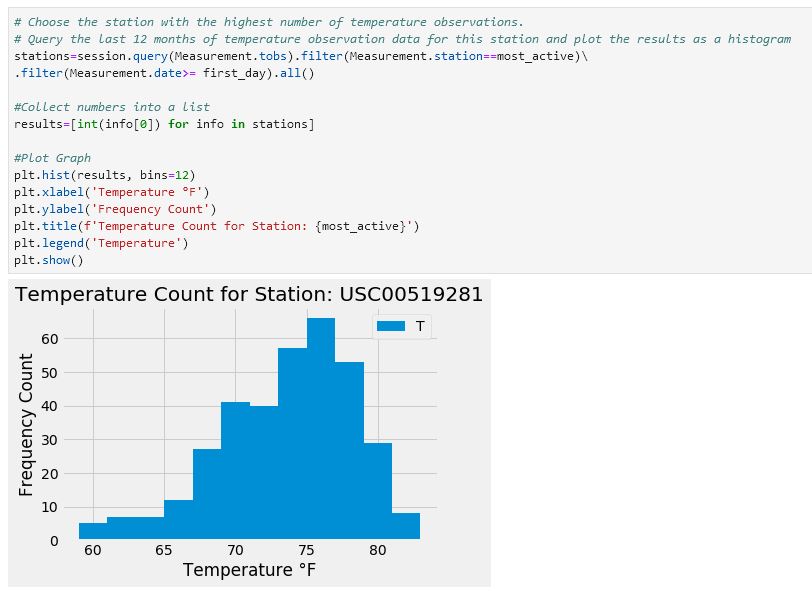 # Choose the station with the highest number of temperature observations.
# Query the last 12 months of temperature observation data for this station and plot the results as a histogram
stations=session.query(Measurement.tobs).filter(Measurement.station==most_active)\
.filter(Measurement.date>= first_day).all()
#Collect numbers into a list
results=[int(info[0]) for info in stations]
#Plot Graph
plt.hist(results, bins=12)
plt.xlabel('Temperature °F')
plt.ylabel('Frequency Count')
plt.title(f'Temperature Count for Station: {most_active}')
plt.legend('Temperature')
plt.show()
Temperature Count for Station: USC00519281
T
Frequency Count
60
50
40
30
20
10
0
60 65 70 75 80
Temperature °F